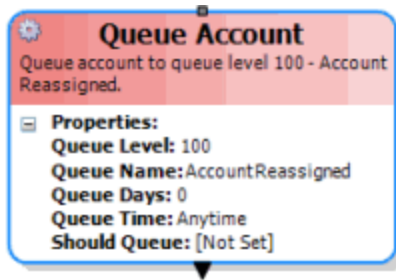 Queue Account
Queue account to queue level 100 - Account
Reassigned.
Properties:
Queue Level: 100
Queue Name: AccountReassigned
Queue Days: 0
Queue Time: Anytime
Should Queue: [Not Set]